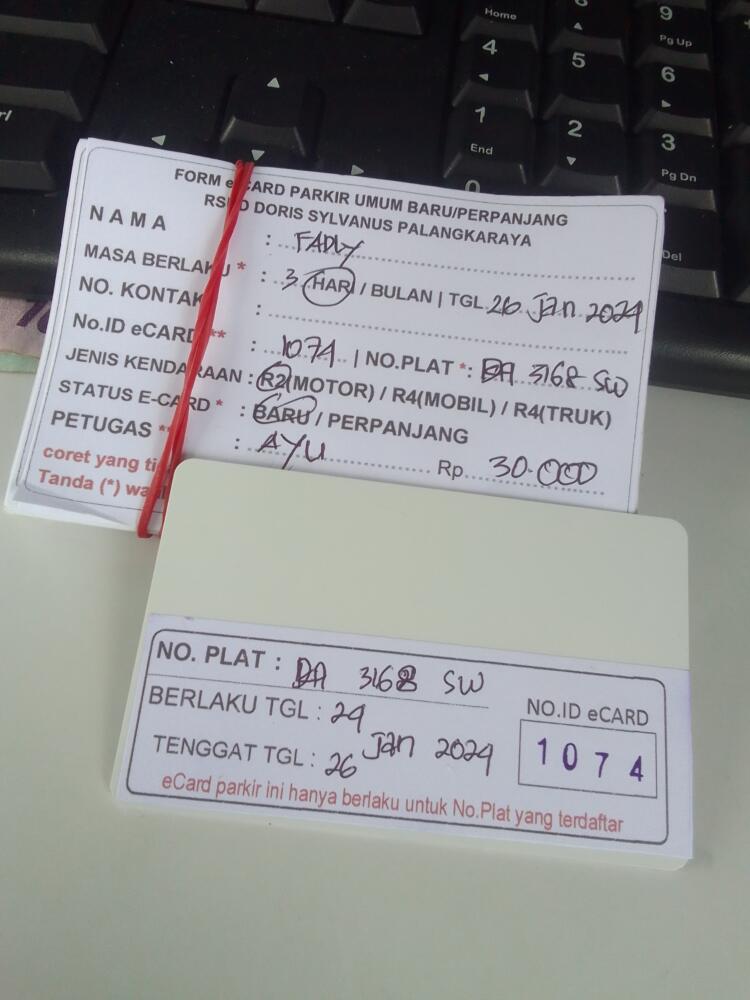 Home
8
9
Pg Up
4
5
6
1
End
2
3
Pg Dn
0
Del
FORM eCARD PARKIR UMUM BARU/PERPANJANG
RSUD DORIS SYLVANUS PALANGKARAYA
NAMA : FADLY
MASA BERLAKU * : 3 HARI / BULAN | TGL 26 Jan 2024
NO. KONTAK :
No.ID eCARD ** : 1074 | NO.PLAT *: DA 3168 SW
JENIS KENDARAAN : R2(MOTOR) / R4(MOBIL) / R4(TRUK)
STATUS E-CARD * : BARU / PERPANJANG
PETUGAS ** : AYU Rp. 30.000
coret yang
Tanda (*)
NO. PLAT : DA 3168 SW
BERLAKU TGL : 24
TENGGAT TGL : 26 Jan 2024
NO.ID eCARD
1074
eCard parkir ini hanya berlaku untuk No.Plat yang terdaftar